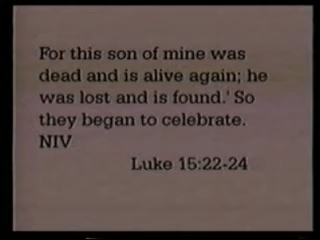 For this son of mine was
dead and is alive again; he
was lost and is found.' So
they began to celebrate.
NIV
Luke 15:22-24